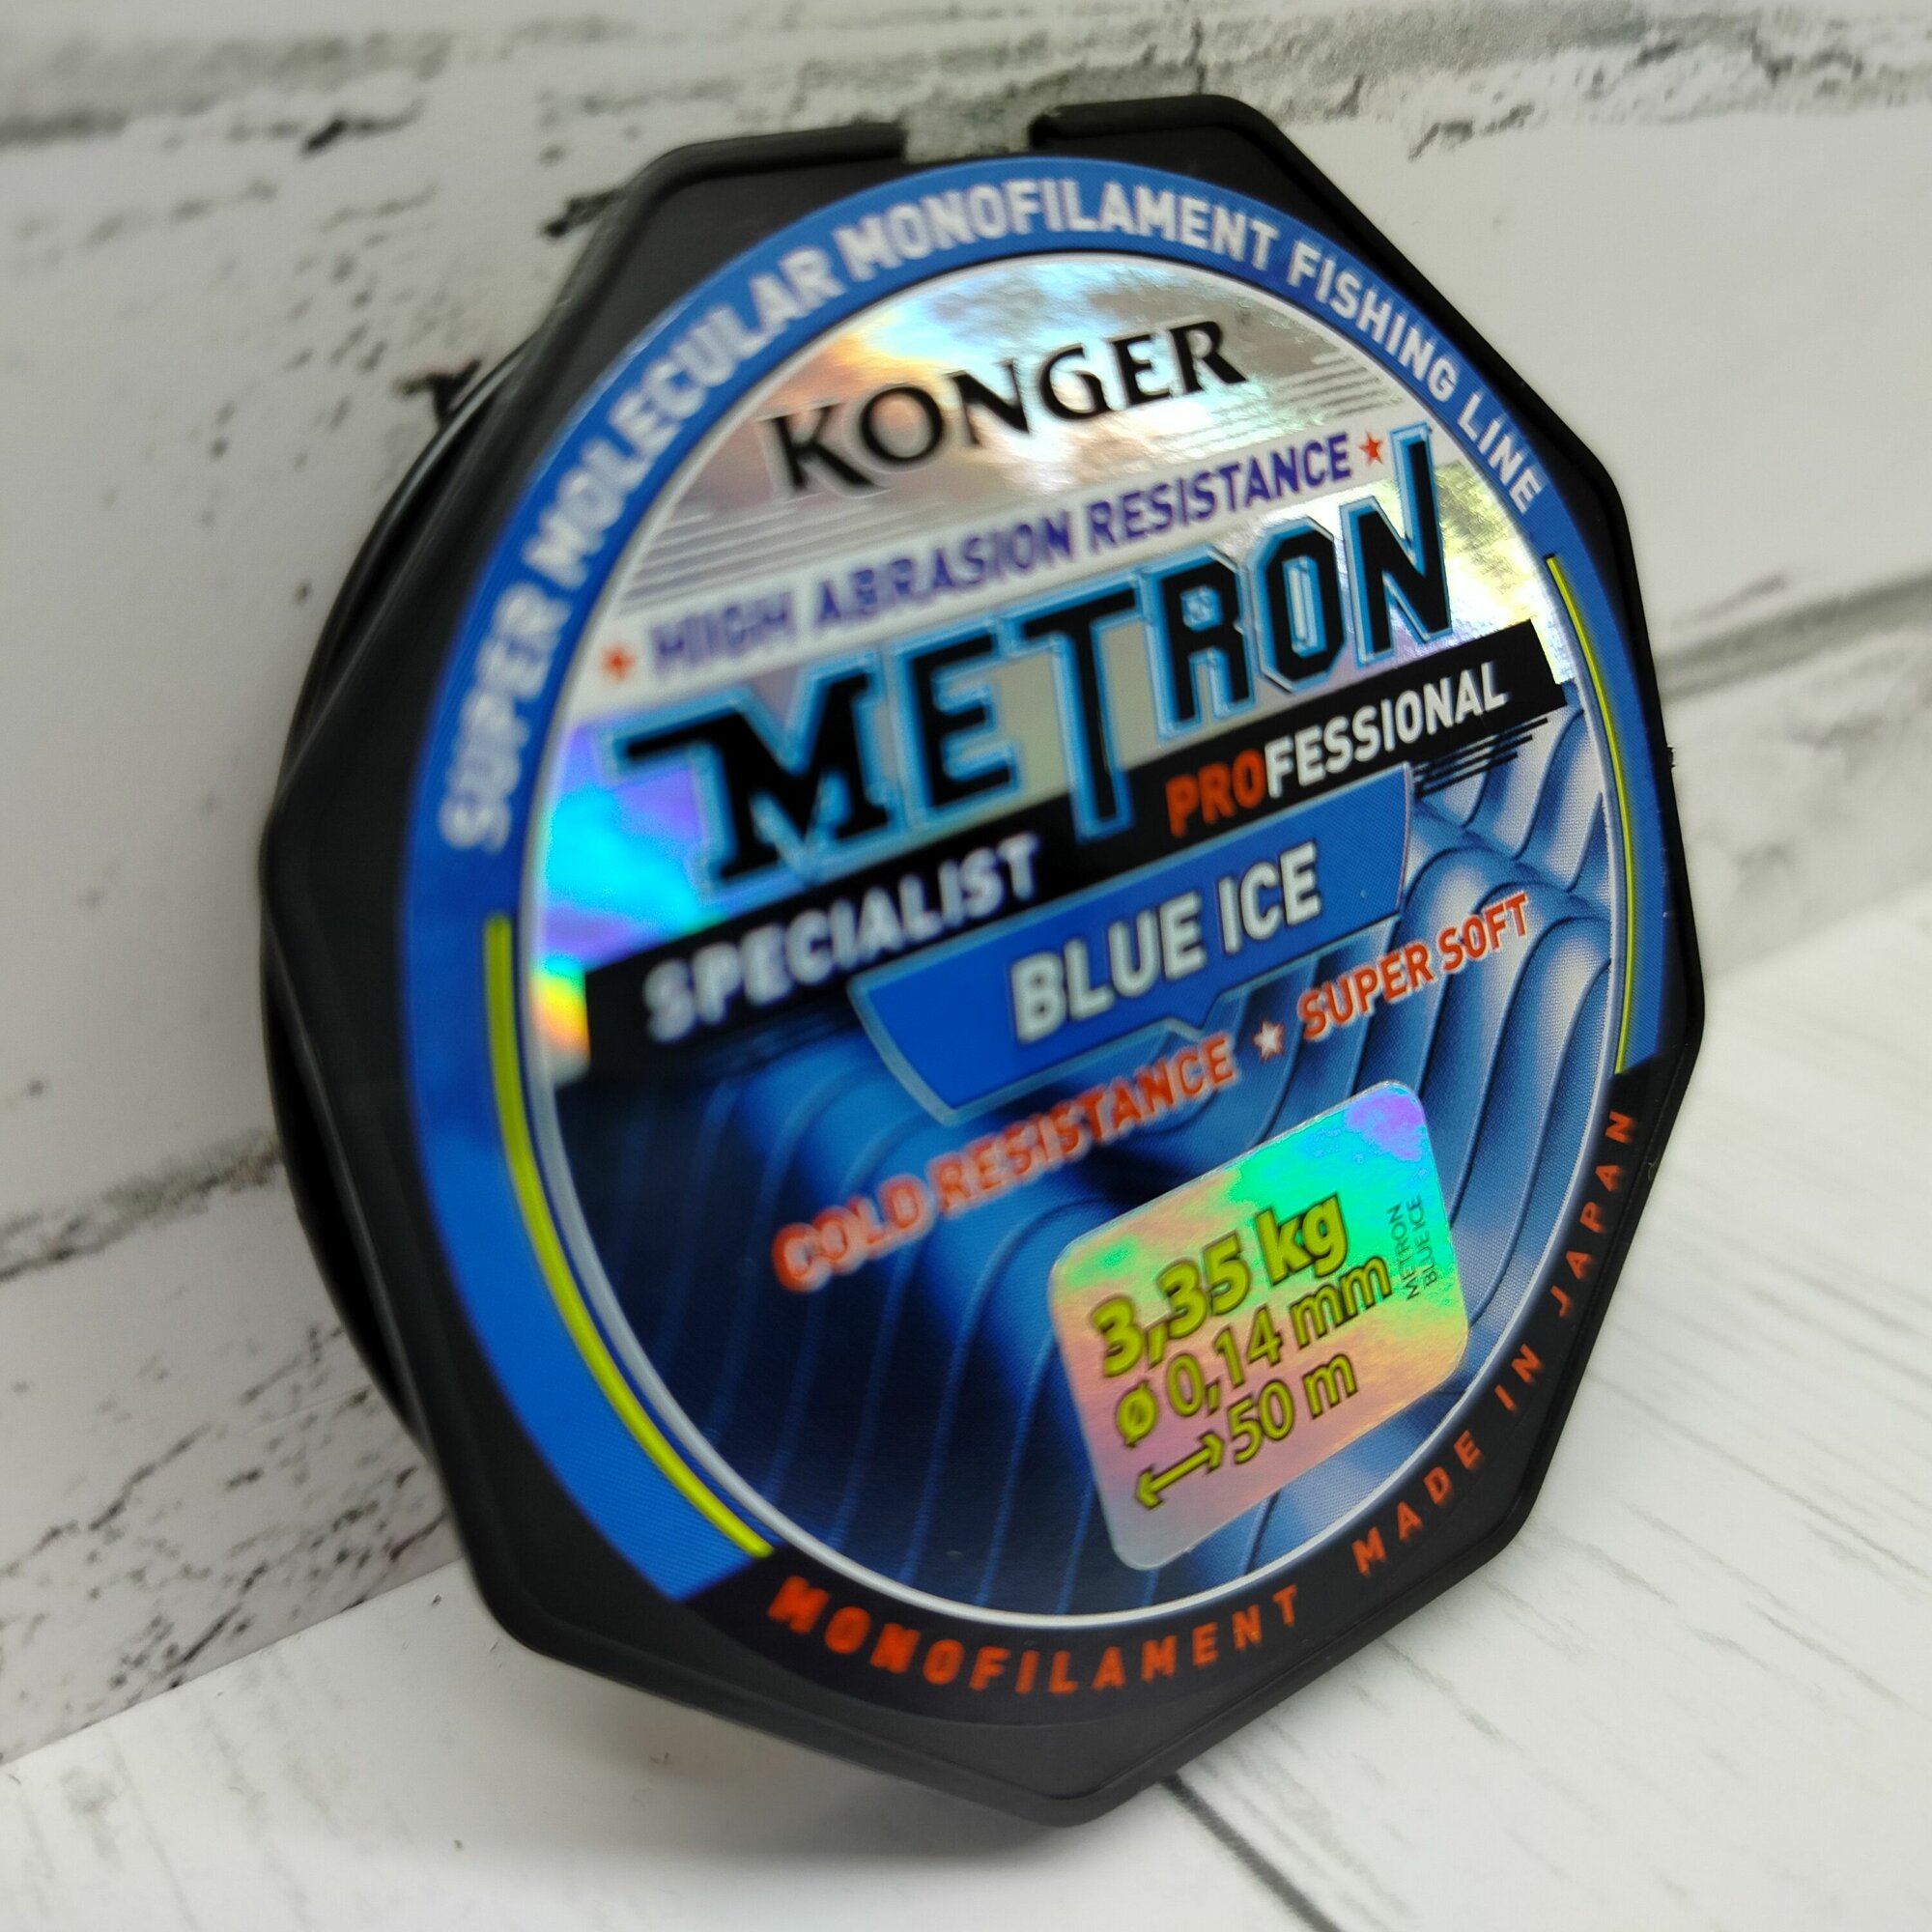 SUPER MOLECULAR MONOFILAMENT FISHING LINE
KONGER
HIGH ABRASION RESISTANCE
METRON
SPECIALIST PROFESSIONAL
BLUE ICE
COLD RESISTANCE ★ SUPER SOFT
3,35 kg
ø 0,14 mm
↔50 m
METRON
BLUE ICE
MONOFILAMENT MADE IN JAPAN